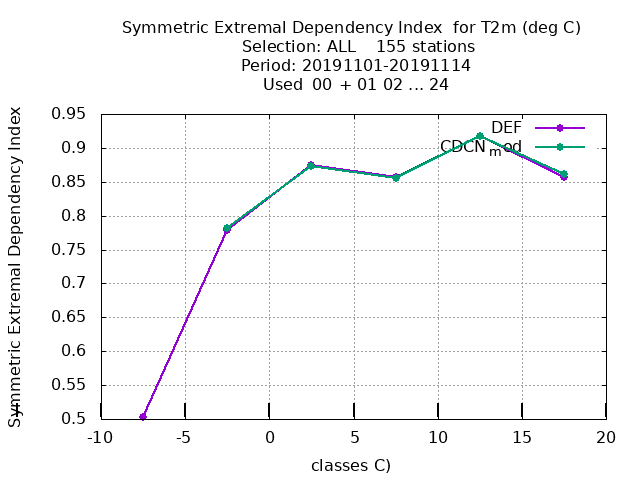 Symmetric Extremal Dependency Index  for T2m (deg C)
Selection: ALL    155 stations
Period: 20191101-20191114
Used  00  + 01 02 ... 24
Symmetric Extremal Dependency Index
0.95
0.9
0.85
0.8
0.75
0.7
0.65
0.6
0.55
0.5
DEF
CDCNmod
-10
-5
0
5
10
15
20
classes C)